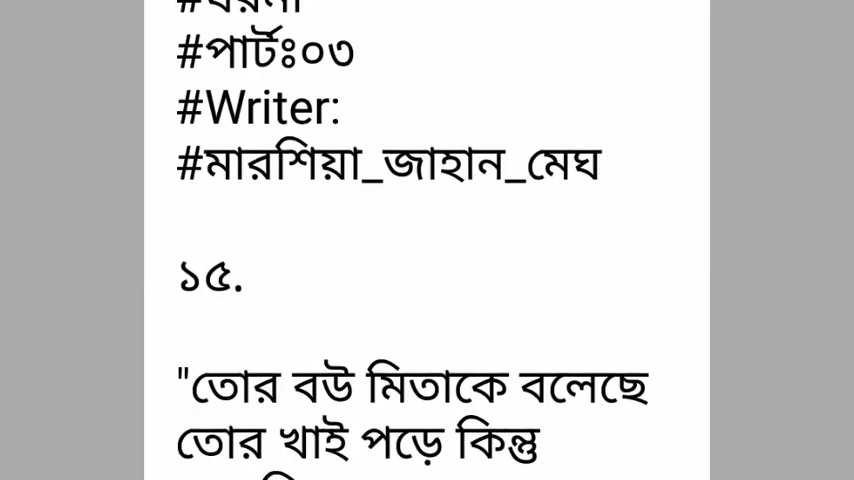 #পার্টঃ০৩
#Writer:
#মারশিয়া_জাহান_মেঘ
১৫.
"তোর বউ মিতাকে বলেছে
তোর খাই পড়ে কিন্তু